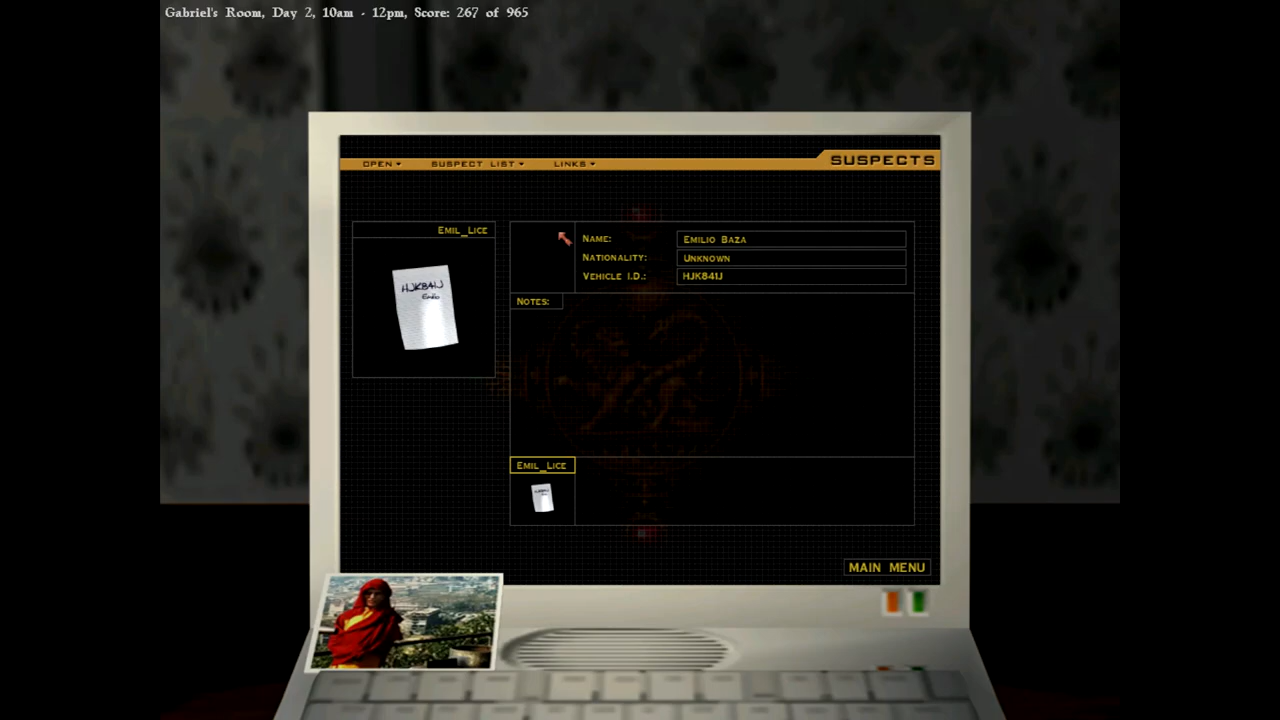 Gabriel's Room, Day 2, 10am - 12pm, Score: 267 of 965
OPEN SUSPECT LIST LINKS SUSPECTS
EMIL_LICE
HJK841J
Emilio
NAME: EMILIO BAZA
NATIONALITY: UNKNOWN
VEHICLE I.D.: HJK841J
NOTES:
EMIL_LICE
MAIN MENU